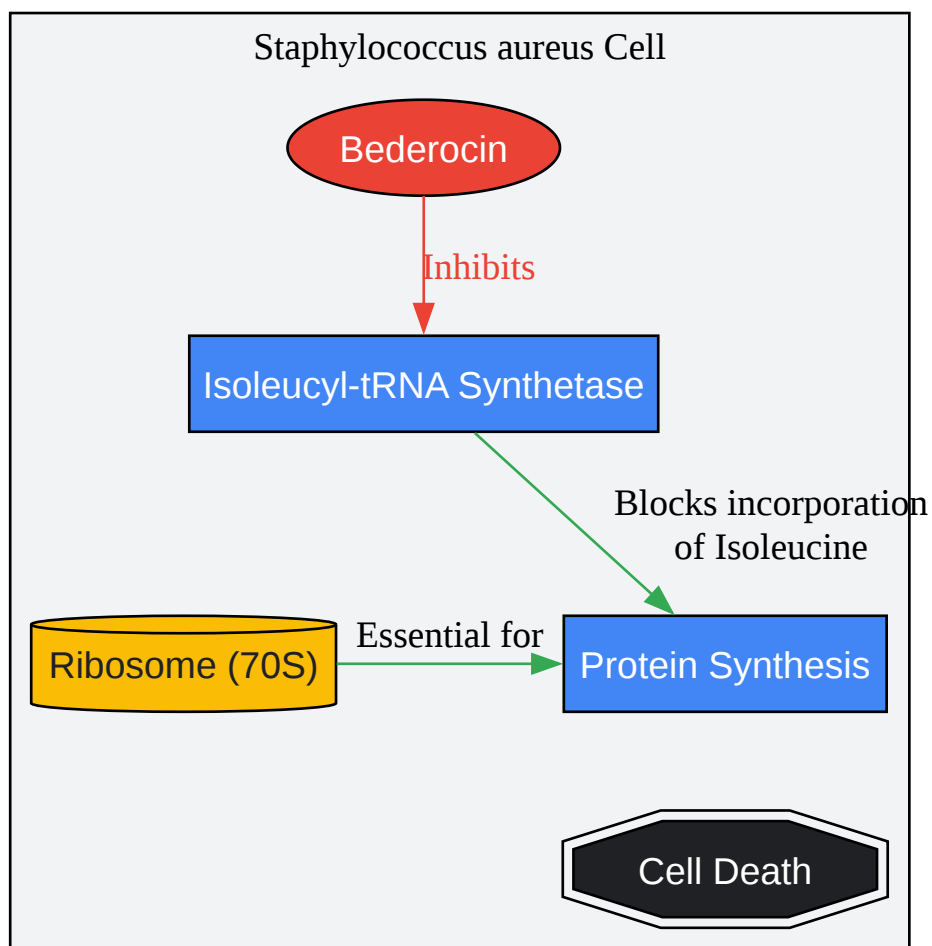 Staphylococcus aureus Cell
Bederocin
Inhibits
Isoleucyl-tRNA Synthetase
Blocks incorporation
of Isoleucine
Essential for
Ribosome (70S)
Protein Synthesis
Cell Death